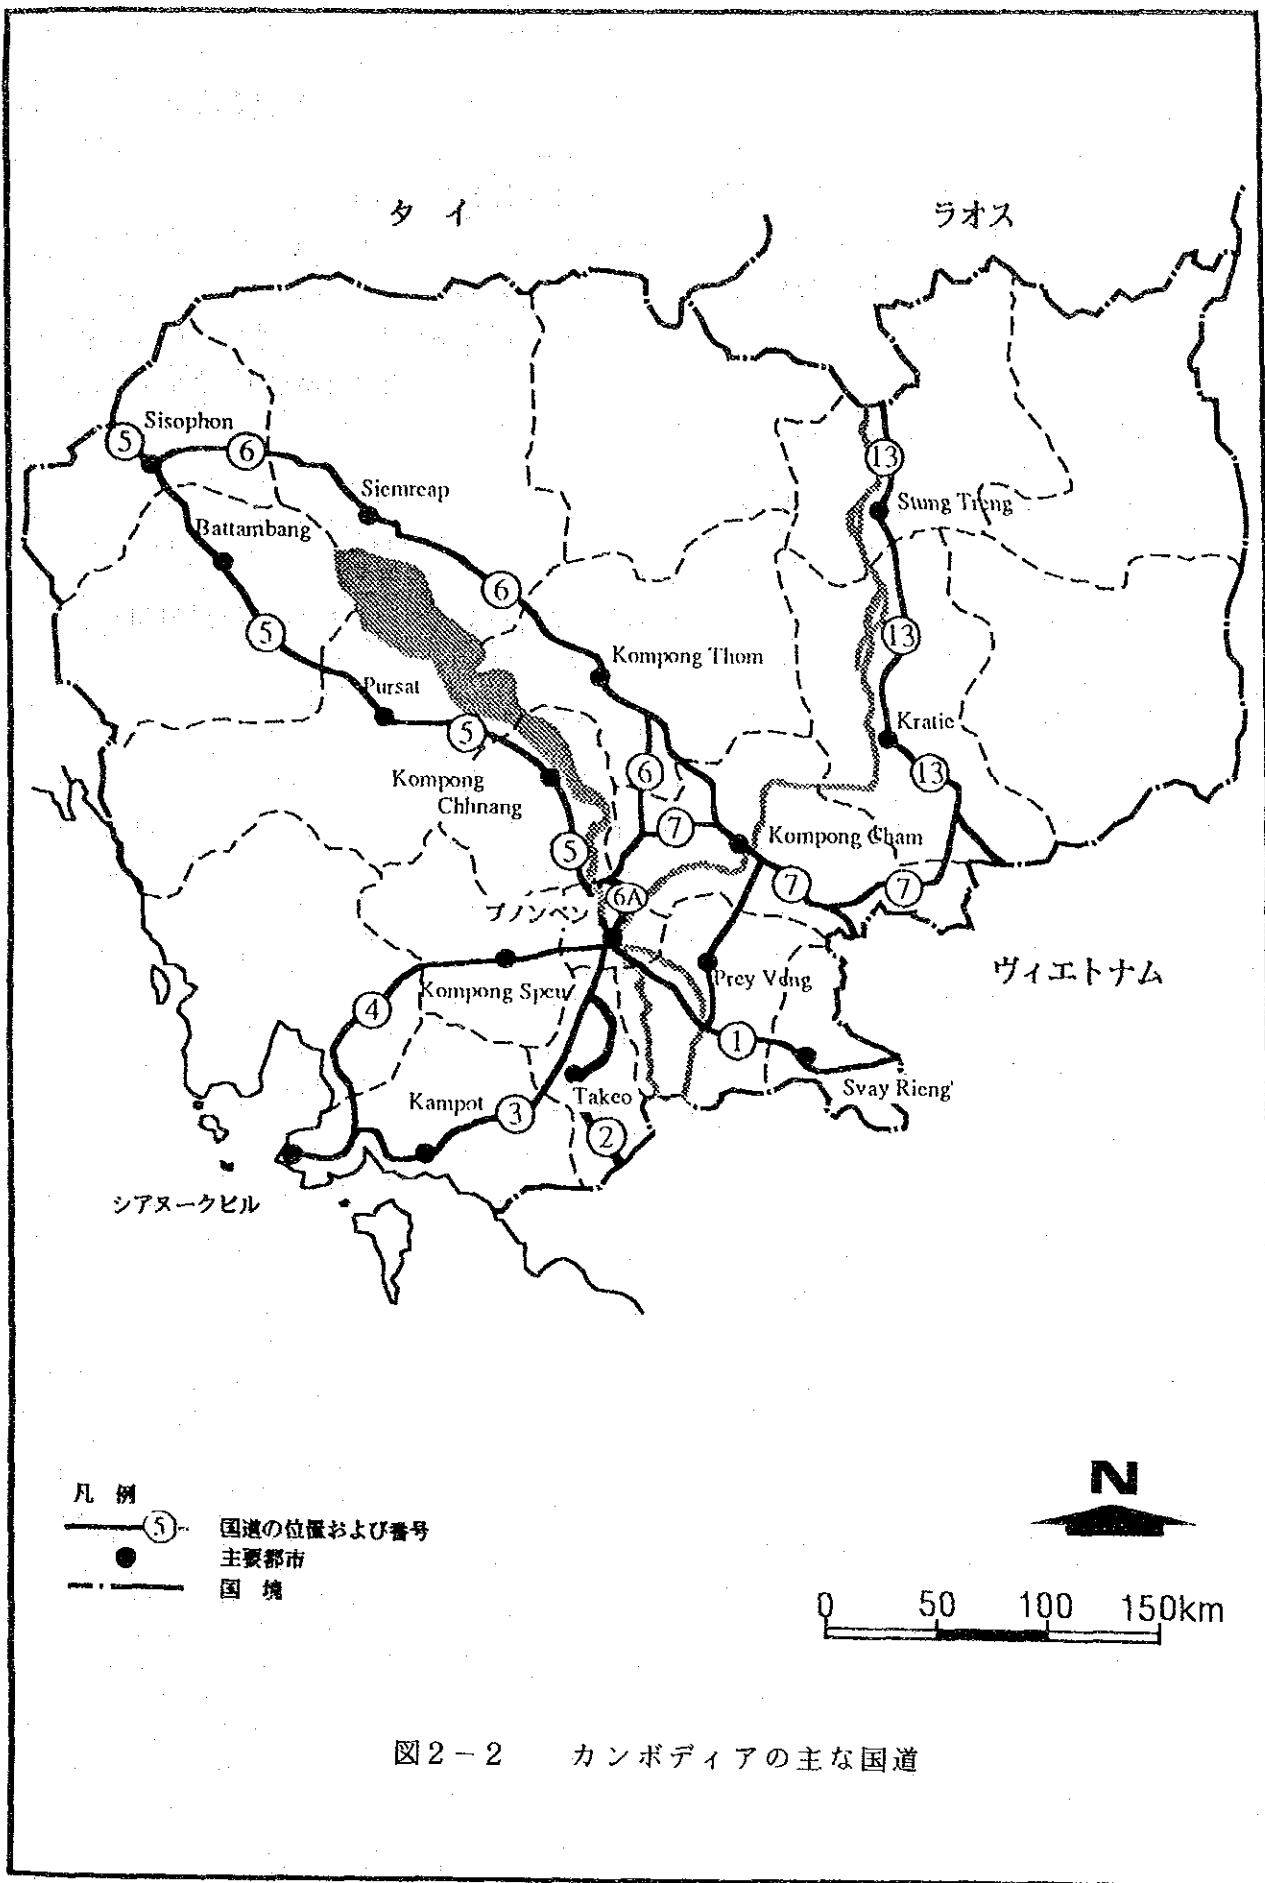 タイ
ラオス
Sisophon
5
6
Siemreap
13
Stung Treng
Battambang
6
5
13
Kompong Thom
Pursat
Kratie
5
6
13
Kompong
Chhnang
7
Kompong Cham
5
7
7
6A
プノンペン
ヴィエトナム
Prey Veng
Kompong Speu
4
1
Svay Rieng
Takeo
Kampot
3
2
シアヌークビル
凡 例
5
国道の位置および番号
主要都市
国 境
N
0 50 100 150km
図2-2 カンボディアの主な国道